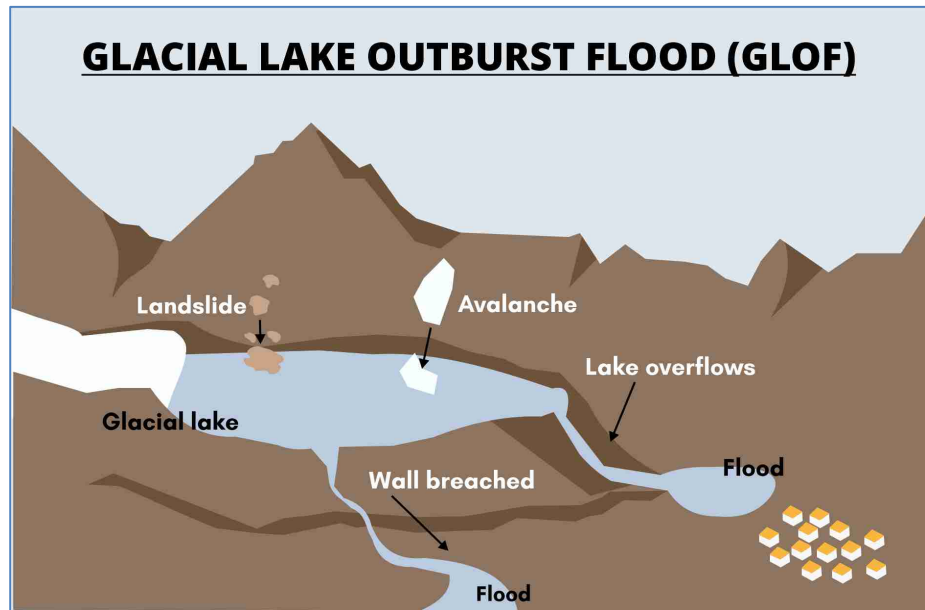 GLACIAL LAKE OUTBURST FLOOD (GLOF)
Landslide
Avalanche
Lake overflows
Glacial lake
Flood
Wall breached
Flood